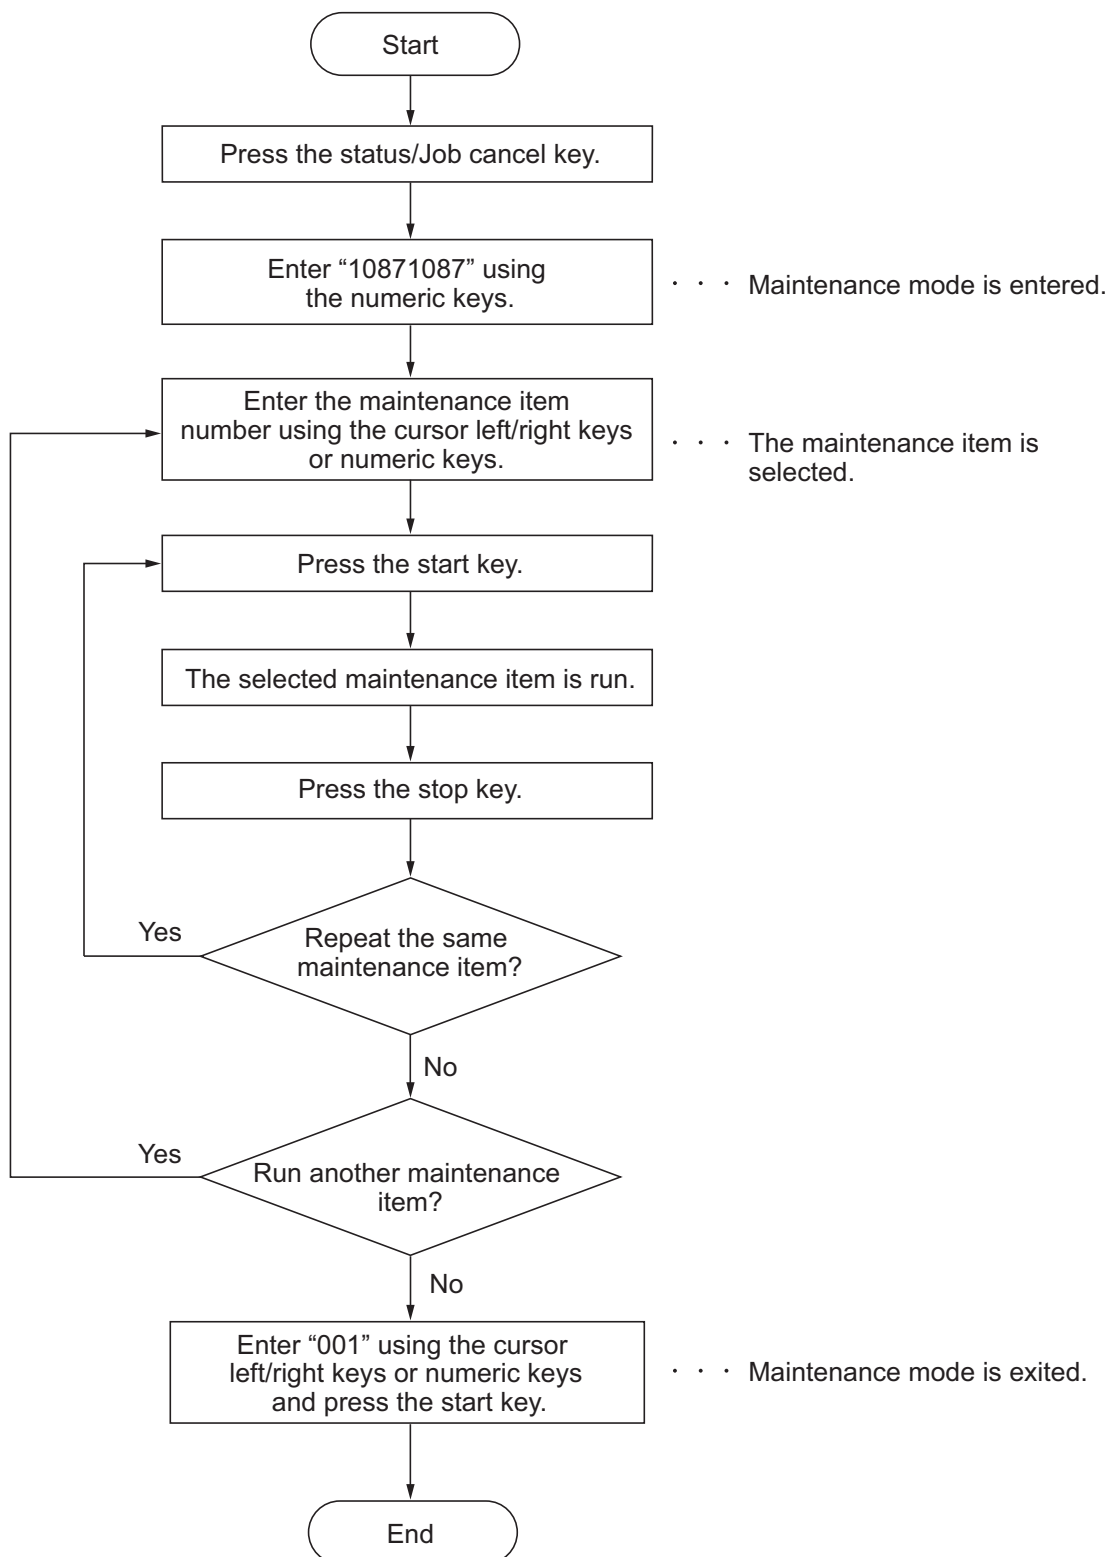 Start
Press the status/Job cancel key.
Enter “10871087” using
the numeric keys.
· · · Maintenance mode is entered.
Enter the maintenance item
number using the cursor left/right keys
or numeric keys.
· · · The maintenance item is
selected.
Press the start key.
The selected maintenance item is run.
Press the stop key.
Yes
Repeat the same
maintenance item?
No
Yes
Run another maintenance
item?
No
Enter “001” using the cursor
left/right keys or numeric keys
and press the start key.
· · · Maintenance mode is exited.
End